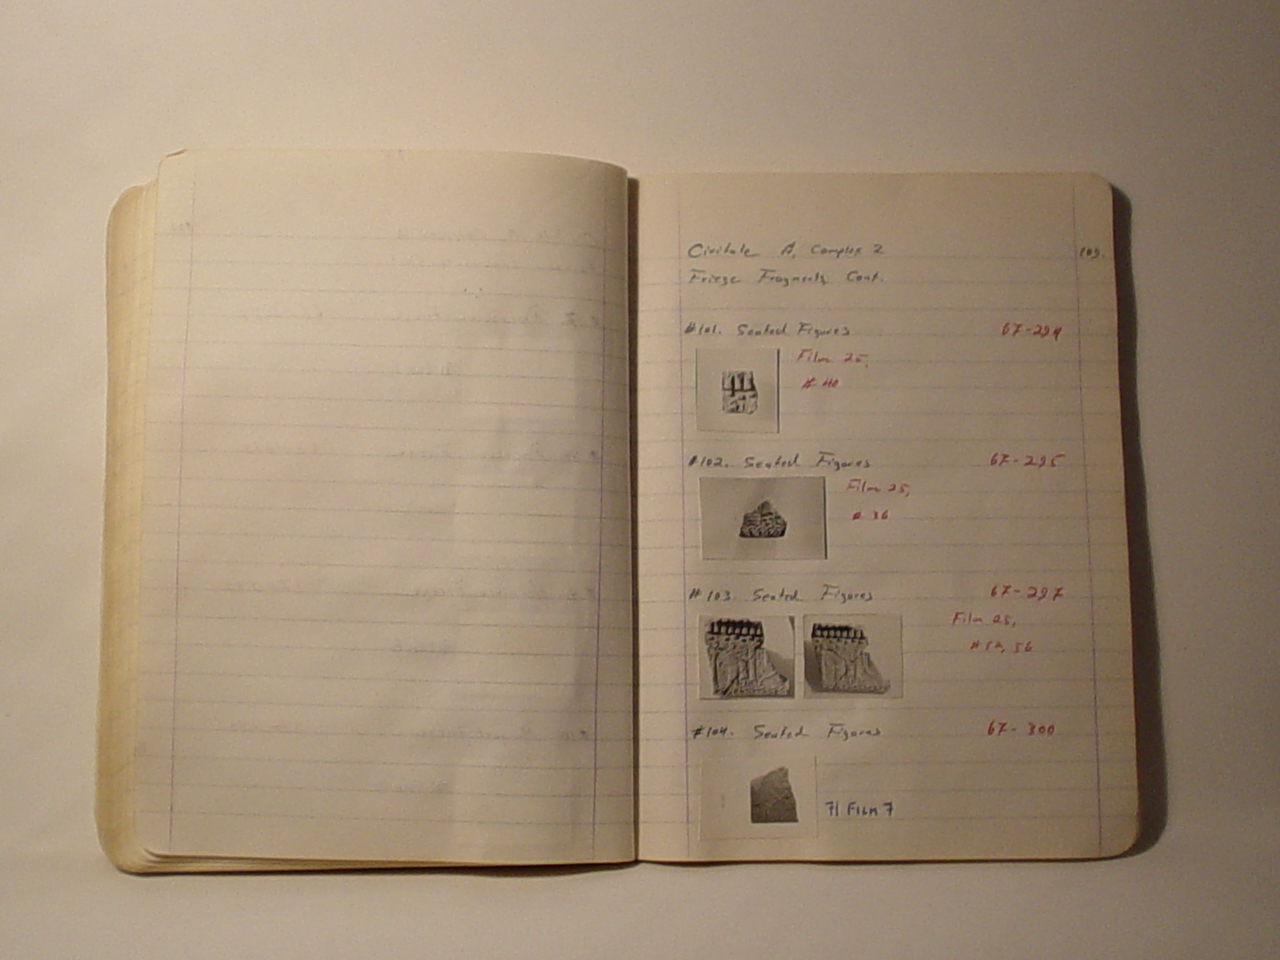 Civitate A, Complex 2
109.
Frieze Fragments Cont.
#101. Seated Figures 67-294
Film 25,
#40
#102. Seated Figures 67-295
Film 25,
# 36
#103. Seated Figures 67-297
Film 25,
#52, 56
#104. Seated Figures 67-300
71 FILM 7